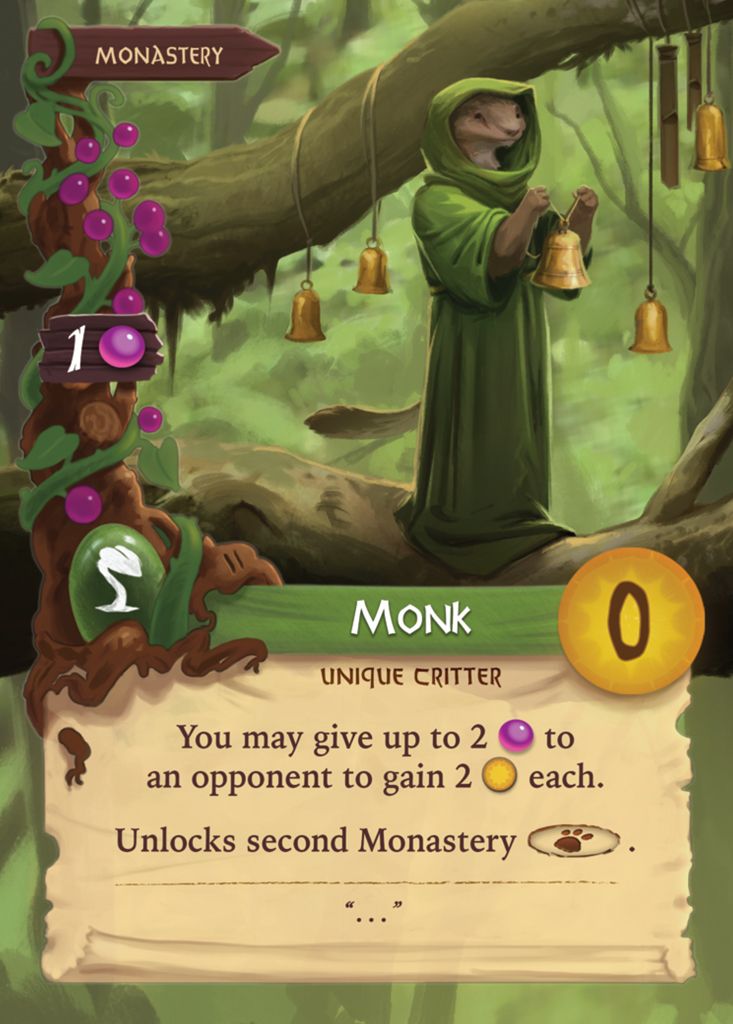 MONASTERY
1
MONK
0
UNIQUE CRITTER
You may give up to 2 to
an opponent to gain 2 each.
Unlocks second Monastery .
“...”